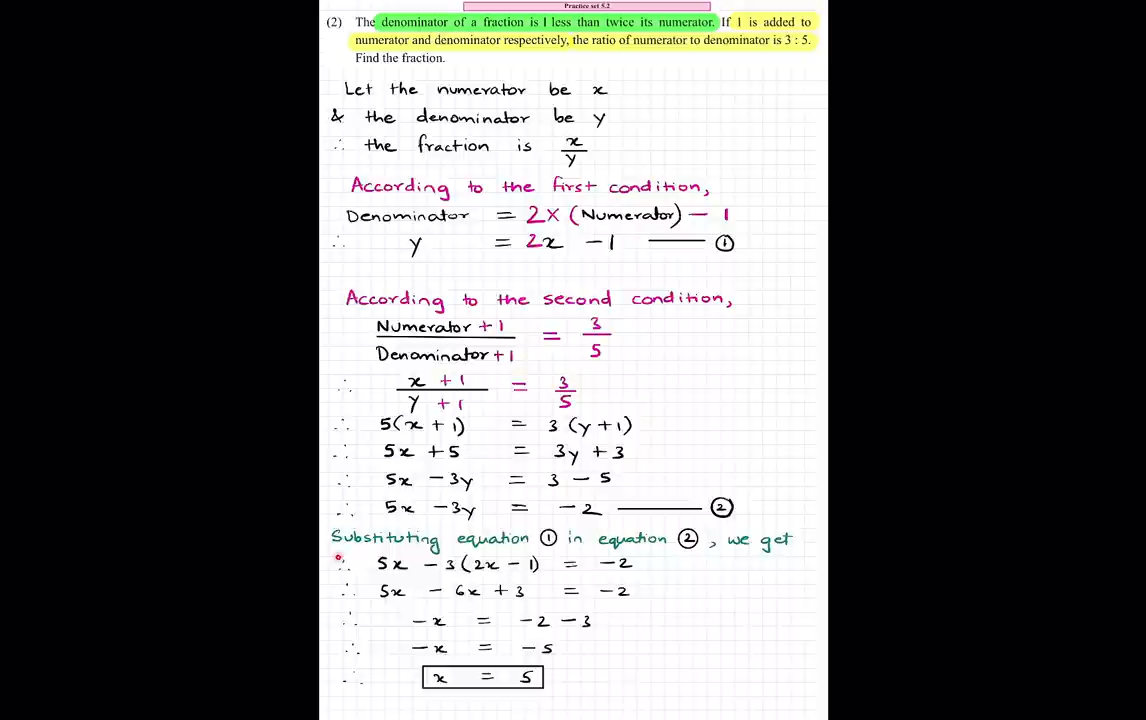 Practice set 5.2
(2) The denominator of a fraction is 1 less than twice its numerator. If 1 is added to
numerator and denominator respectively, the ratio of numerator to denominator is 3 : 5.
Find the fraction.
Let the numerator be x
& the denominator be y
∴ the fraction is x/y
According to the first condition,
Denominator = 2 × (Numerator) − 1
∴ y = 2x − 1 ——— ①
According to the second condition,
Numerator + 1 / Denominator + 1 = 3/5
∴ x + 1 / y + 1 = 3/5
∴ 5(x + 1) = 3 (y + 1)
∴ 5x + 5 = 3y + 3
∴ 5x − 3y = 3 − 5
∴ 5x − 3y = − 2 ——— ②
Substituting equation ① in equation ② , we get
∴ 5x − 3(2x − 1) = −2
∴ 5x − 6x + 3 = −2
∴ −x = −2 − 3
∴ −x = −5
∴ x = 5